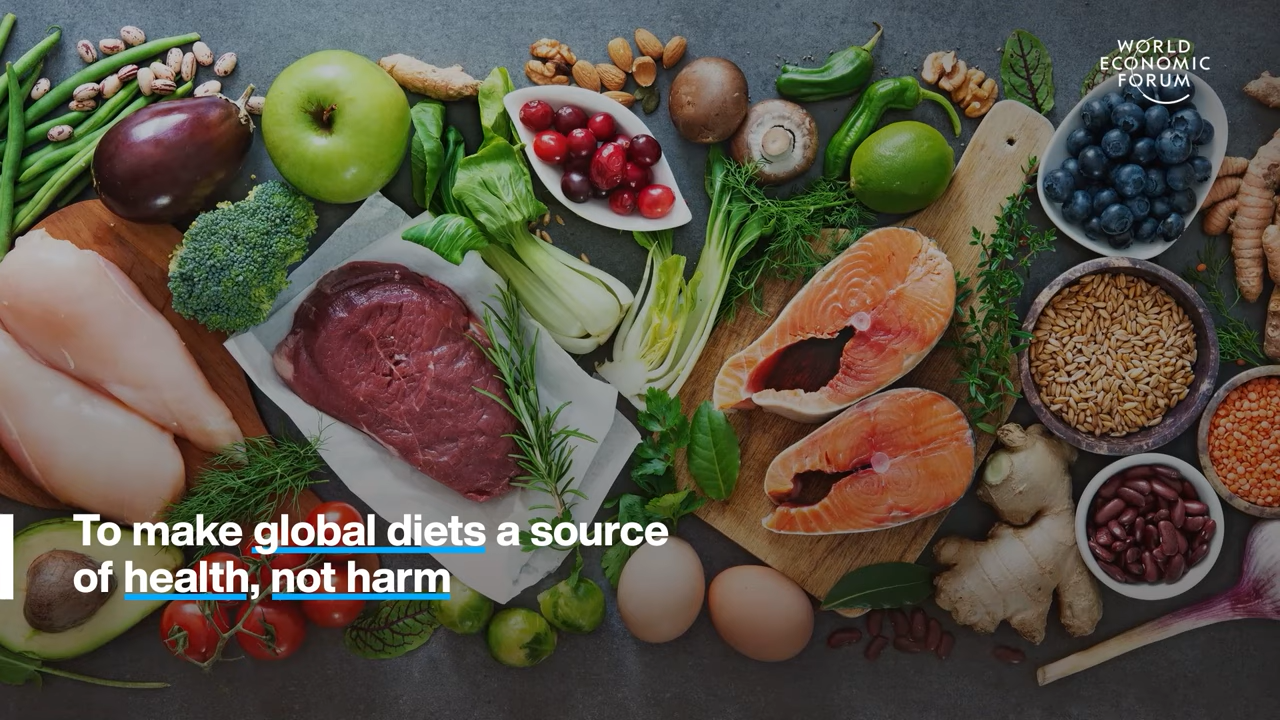 WORLD
ECONOMIC
FORUM
To make global diets a source
of health, not harm